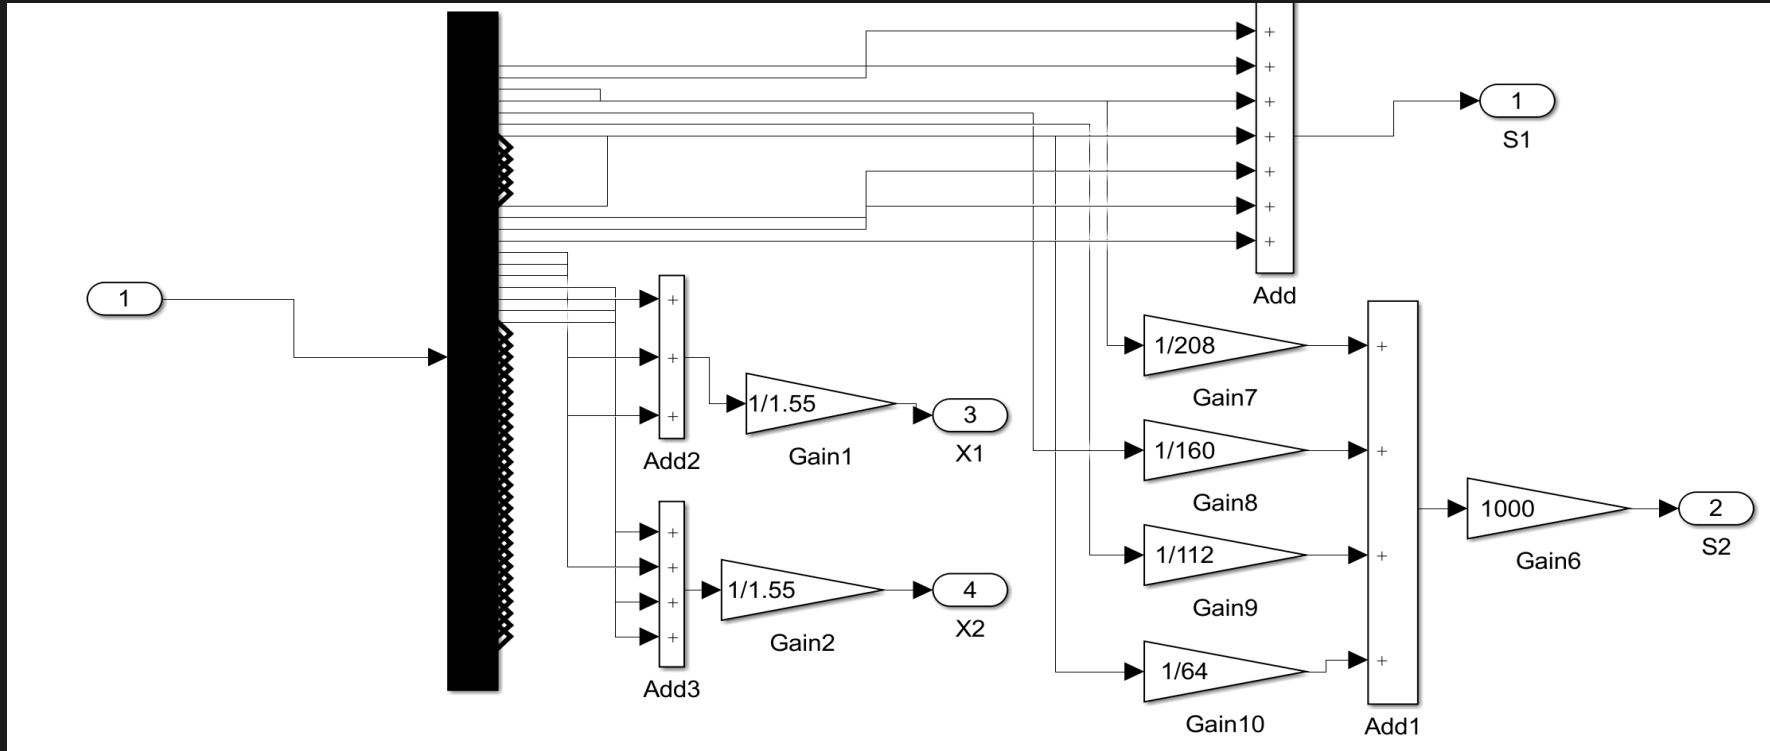 +
+
+
+
+
+
+
Add
1
S1
1
+
+
+
Add2
1/1.55
Gain1
3
X1
+
+
+
+
Add3
1/1.55
Gain2
4
X2
1/208
Gain7
1/160
Gain8
1/112
Gain9
1/64
Gain10
+
+
+
+
Add1
1000
Gain6
2
S2